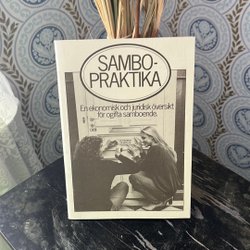 SAMBO-
PRAKTIKA
En ekonomisk och juridisk översikt
för ogifta samboende.